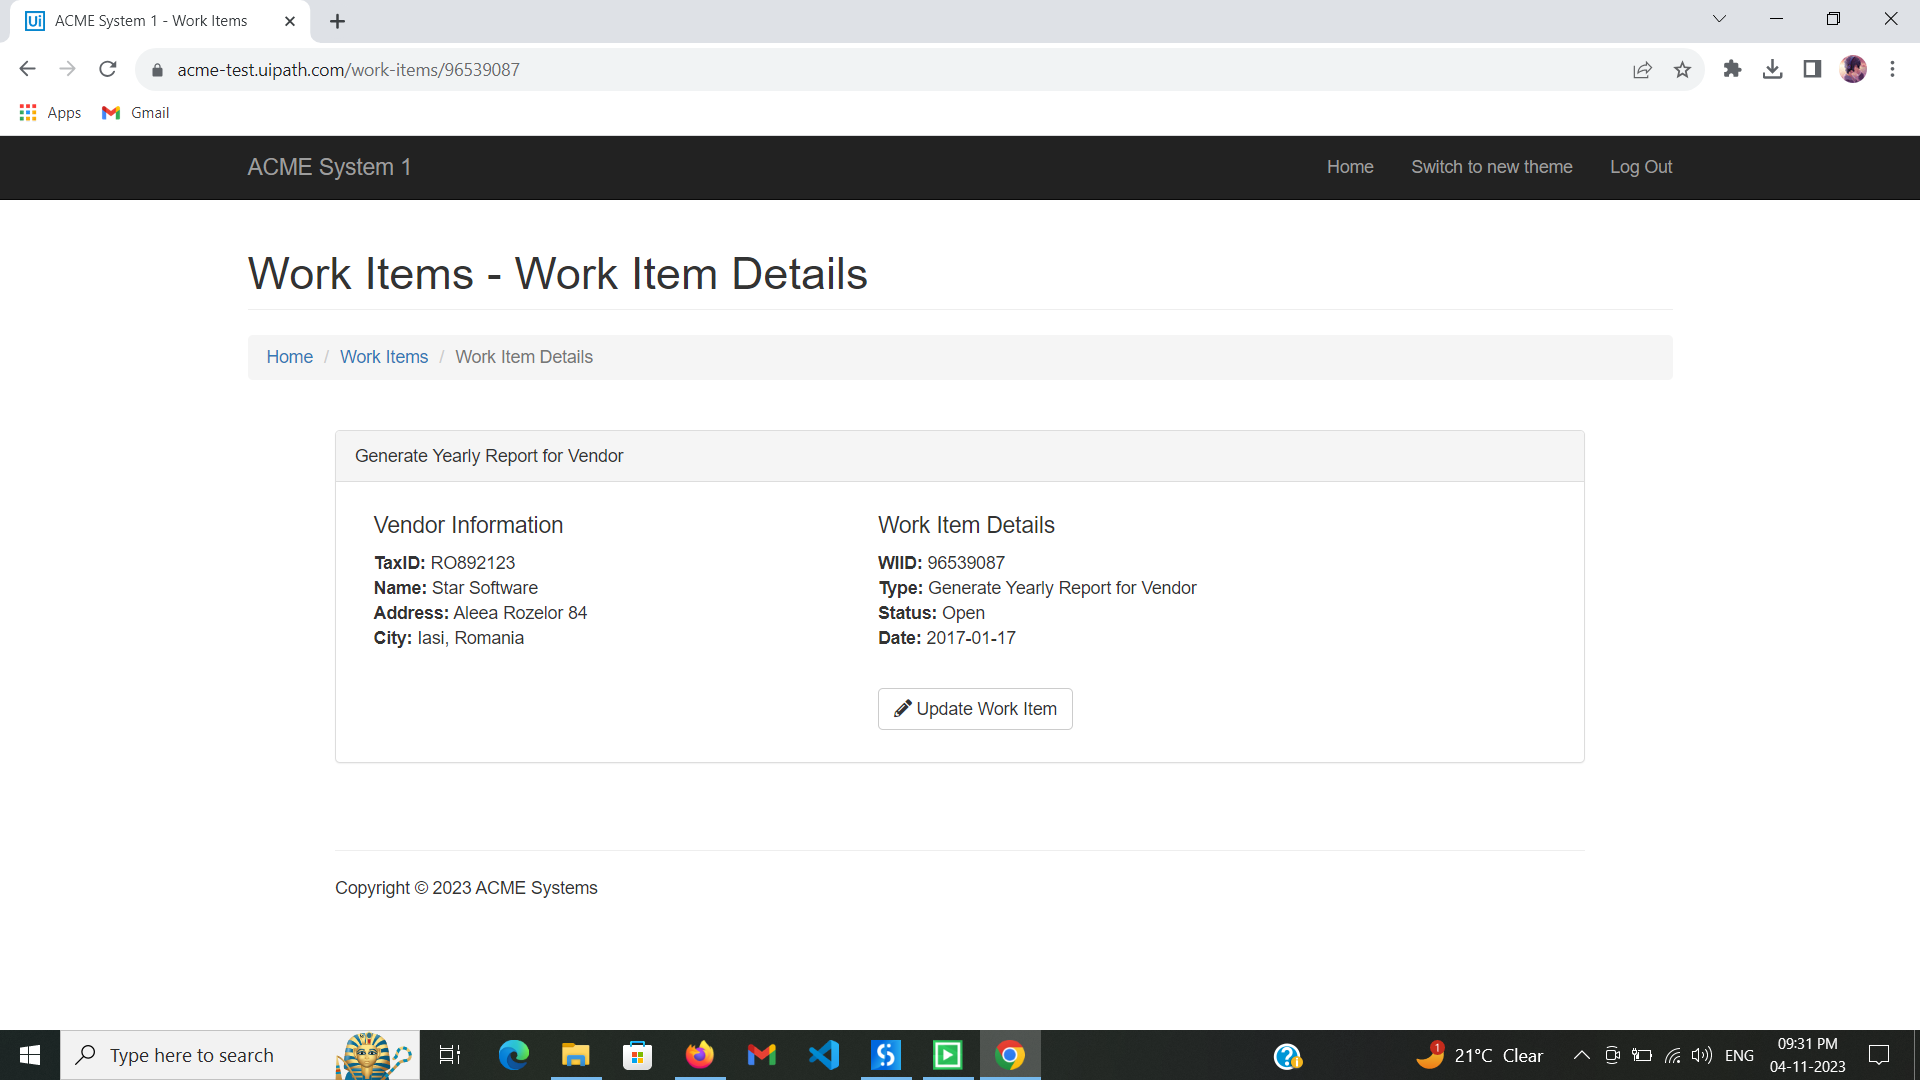 ACME System 1 - Work Items
acme-test.uipath.com/work-items/96539087
Apps
Gmail
ACME System 1
Home
Switch to new theme
Log Out
Work Items - Work Item Details
Home / Work Items / Work Item Details
Generate Yearly Report for Vendor
Vendor Information
TaxID: RO892123
Name: Star Software
Address: Aleea Rozelor 84
City: Iasi, Romania
Work Item Details
WIID: 96539087
Type: Generate Yearly Report for Vendor
Status: Open
Date: 2017-01-17
Update Work Item
Copyright © 2023 ACME Systems
Type here to search
1
21°C Clear
ENG
09:31 PM
04-11-2023